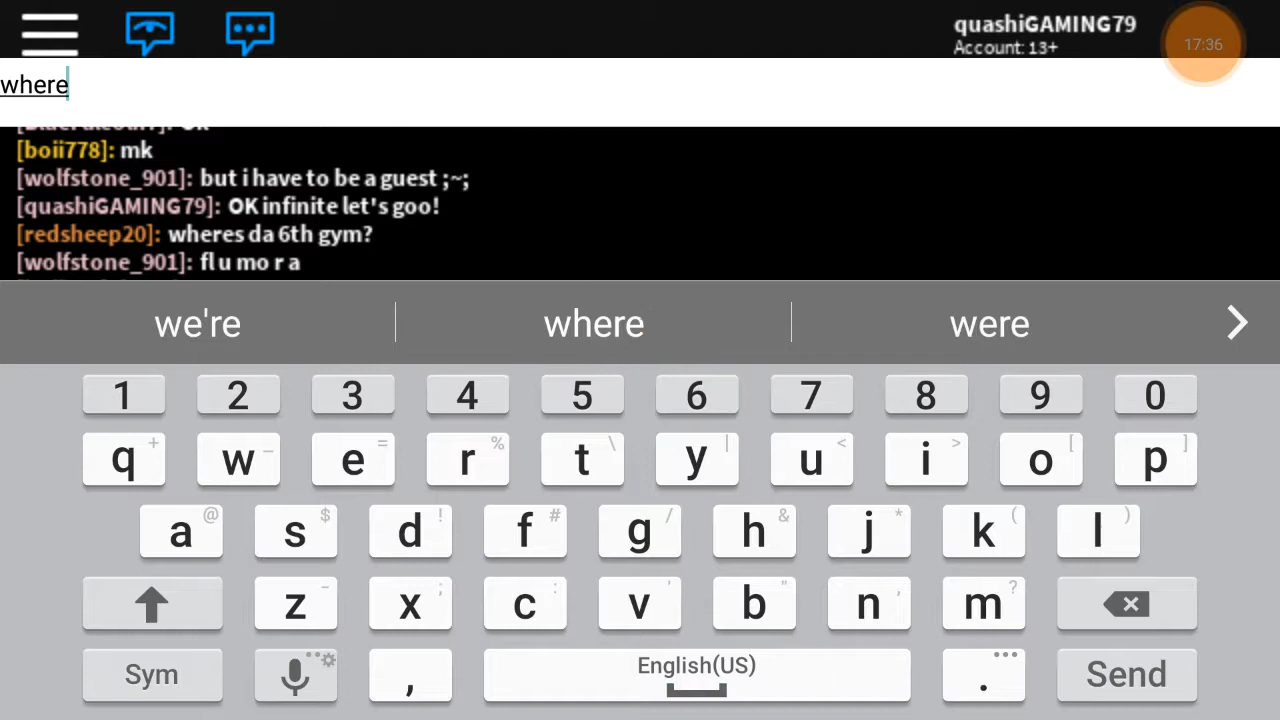 quashiGAMING79
Account: 13+
17:36
where
[boii778]: mk
[wolfstone_901]: but i have to be a guest ;~;
[quashiGAMING79]: OK infinite let's goo!
[redsheep20]: wheres da 6th gym?
[wolfstone_901]: fl u mo r a
we're where were
1 2 3 4 5 6 7 8 9 0
q + w _ e = r % t \ y | u < i > o [ p ]
a @ s $ d ! f # g / h & j * k ( l )
z - x ; c : v ' b " n , m ?
Sym , English(US) . Send